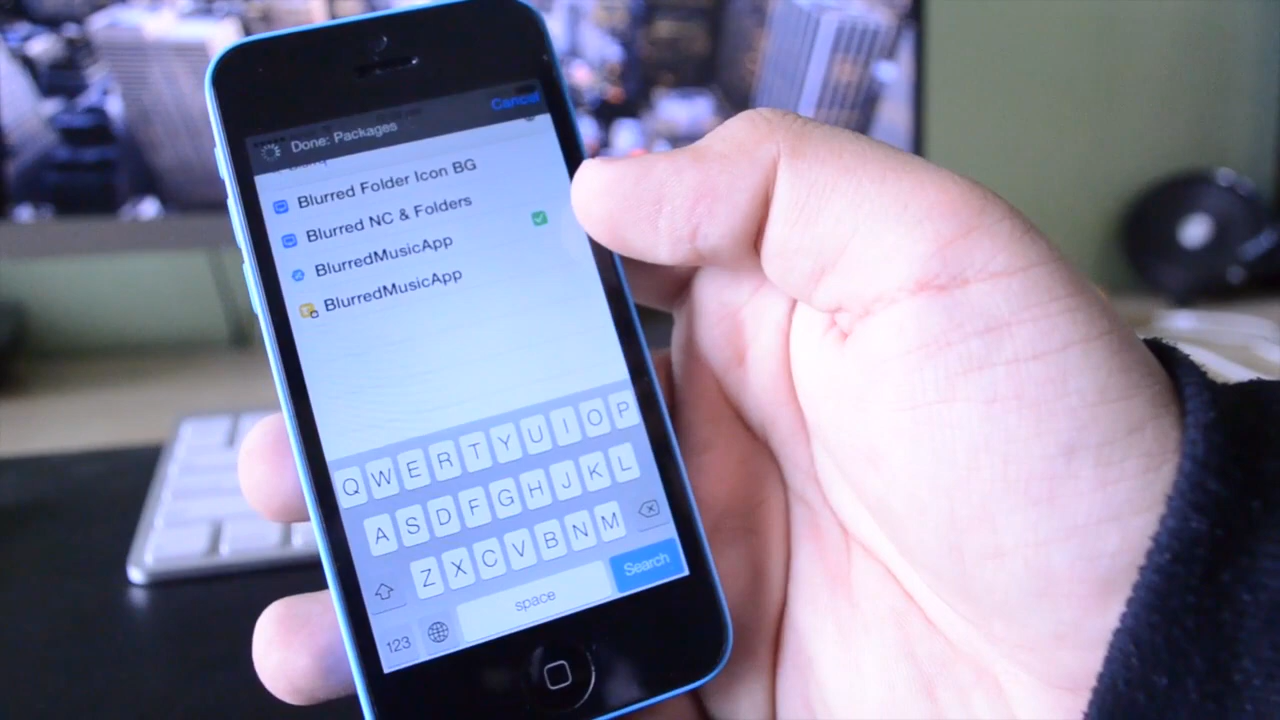 Cancel
Done: Packages
Blurred Folder Icon BG
Blurred NC & Folders
BlurredMusicApp
BlurredMusicApp
Q W E R T Y U I O P
A S D F G H J K L
Z X C V B N M
123 space Search